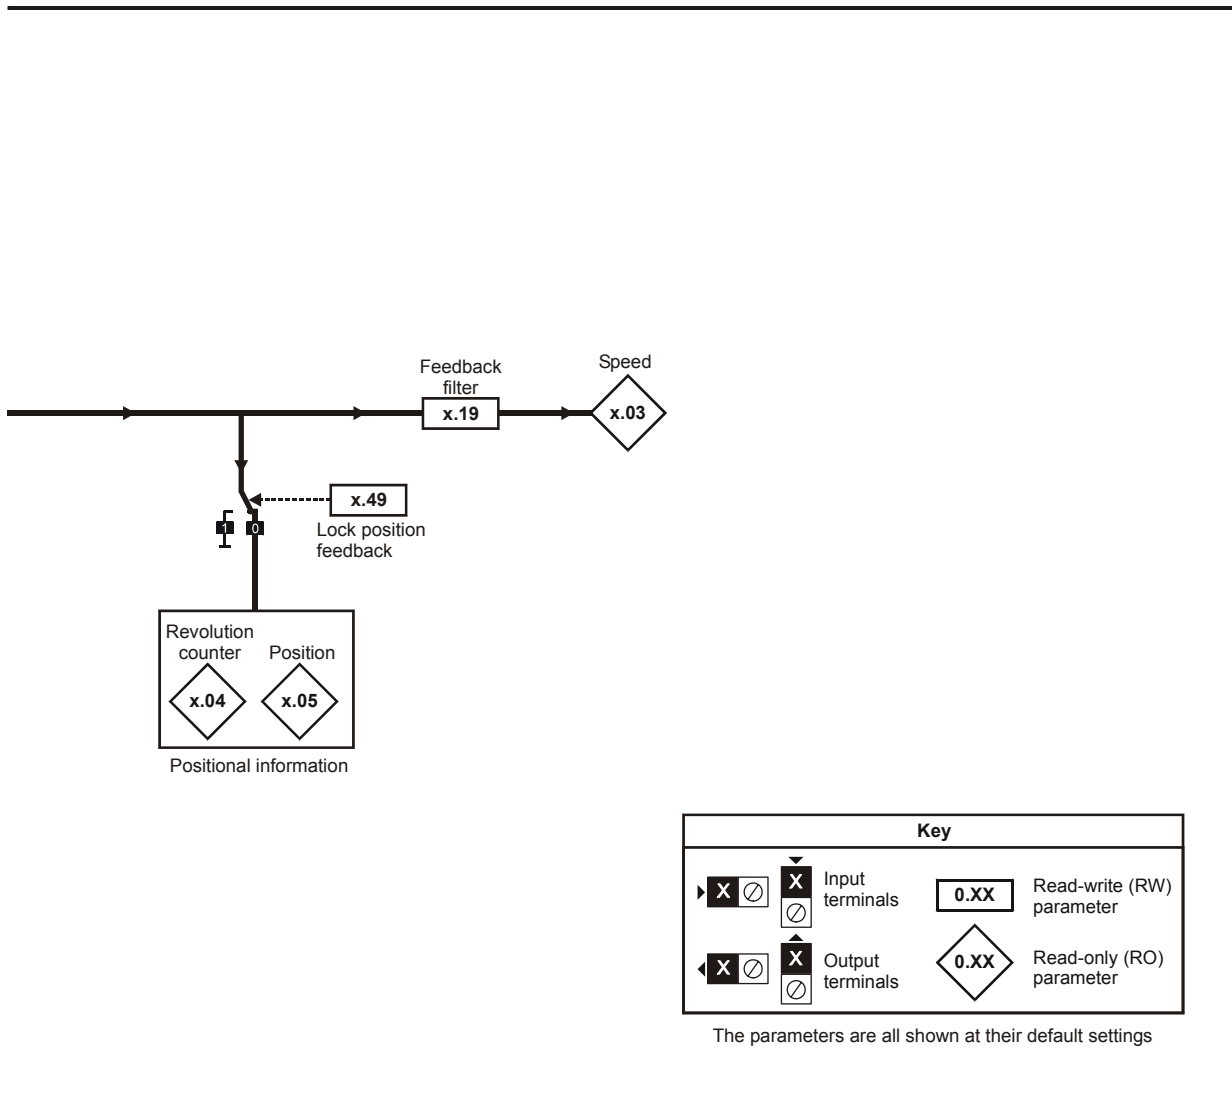 Feedback
filter
x.19
Speed
x.03
x.49
Lock position
feedback
1
0
Revolution
counter
x.04
Position
x.05
Positional information
Key
X
X
Input
terminals
0.XX
Read-write (RW)
parameter
X
X
Output
terminals
0.XX
Read-only (RO)
parameter
The parameters are all shown at their default settings